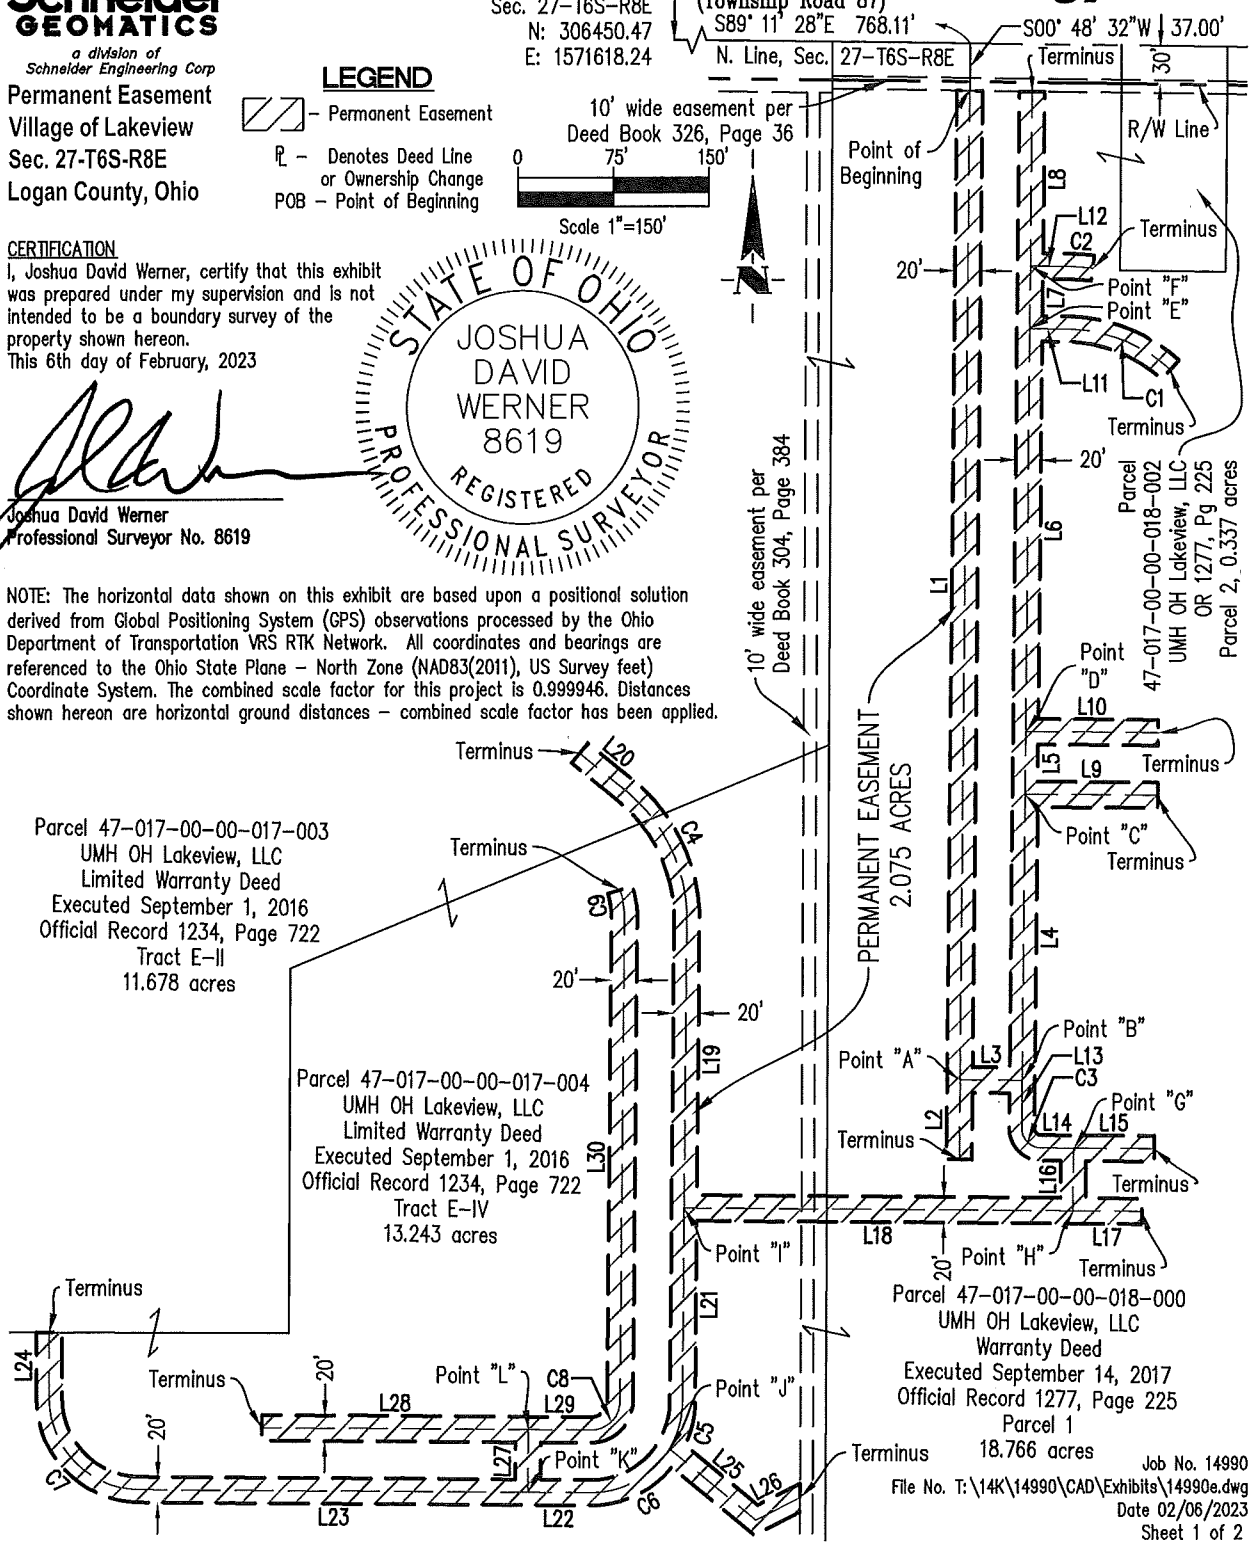 Schneider
GEOMATICS
a division of
Schneider Engineering Corp
Permanent Easement
Village of Lakeview
Sec. 27-T6S-R8E
Logan County, Ohio
LEGEND
- Permanent Easement
PL - Denotes Deed Line
or Ownership Change
POB - Point of Beginning
Sec. 27-T6S-R8E
N: 306450.47
E: 1571618.24
(Township Road 87)
S89° 11' 28"E 768.11'
N. Line, Sec. 27-T6S-R8E
S00° 48' 32"W 37.00'
Terminus
30'
R/W Line
10' wide easement per
Deed Book 326, Page 36
0 75' 150'
Scale 1"=150'
N
Point of
Beginning
L8
L12
C2
Terminus
20'
Point "F"
L7
Point "E"
L11
C1
Terminus
20'
CERTIFICATION
I, Joshua David Werner, certify that this exhibit
was prepared under my supervision and is not
intended to be a boundary survey of the
property shown hereon.
This 6th day of February, 2023
Joshua David Werner
Professional Surveyor No. 8619
STATE OF OHIO
JOSHUA
DAVID
WERNER
8619
REGISTERED
PROFESSIONAL SURVEYOR
10' wide easement per
Deed Book 304, Page 384
L6
L1
Parcel
47-017-00-00-018-002
UMH OH Lakeview, LLC
OR 1277, Pg 225
Parcel 2, 0.337 acres
NOTE: The horizontal data shown on this exhibit are based upon a positional solution
derived from Global Positioning System (GPS) observations processed by the Ohio
Department of Transportation VRS RTK Network. All coordinates and bearings are
referenced to the Ohio State Plane - North Zone (NAD83(2011), US Survey feet)
Coordinate System. The combined scale factor for this project is 0.999946. Distances
shown hereon are horizontal ground distances - combined scale factor has been applied.
Point
"D"
L10
L5
L9
Terminus
Point "C"
Terminus
PERMANENT EASEMENT
2.075 ACRES
Terminus
L20
C4
Terminus
C9
Parcel 47-017-00-00-017-003
UMH OH Lakeview, LLC
Limited Warranty Deed
Executed September 1, 2016
Official Record 1234, Page 722
Tract E-II
11.678 acres
L4
20'
20'
L19
Point "B"
Point "A"
L3
L13
C3
Point "G"
L2
L14
L15
Terminus
L16
Terminus
Parcel 47-017-00-00-017-004
UMH OH Lakeview, LLC
Limited Warranty Deed
Executed September 1, 2016
Official Record 1234, Page 722
Tract E-IV
13.243 acres
L30
Point "I"
L18
20'
Point "H"
L17
Terminus
L21
Parcel 47-017-00-00-018-000
UMH OH Lakeview, LLC
Warranty Deed
Executed September 14, 2017
Official Record 1277, Page 225
Parcel 1
18.766 acres
Terminus
L24
Terminus
20'
L28
Point "L"
C8
L29
Point "J"
20'
L27
Point "K"
C5
L25
L26
Terminus
C7
L23
L22
C6
Job No. 14990
File No. T:\14K\14990\CAD\Exhibits\14990e.dwg
Date 02/06/2023
Sheet 1 of 2